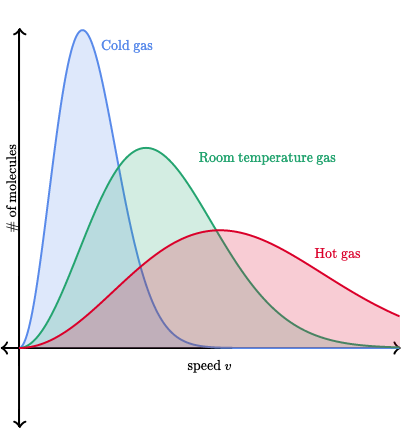 Cold gas
Room temperature gas
Hot gas
# of molecules
speed v